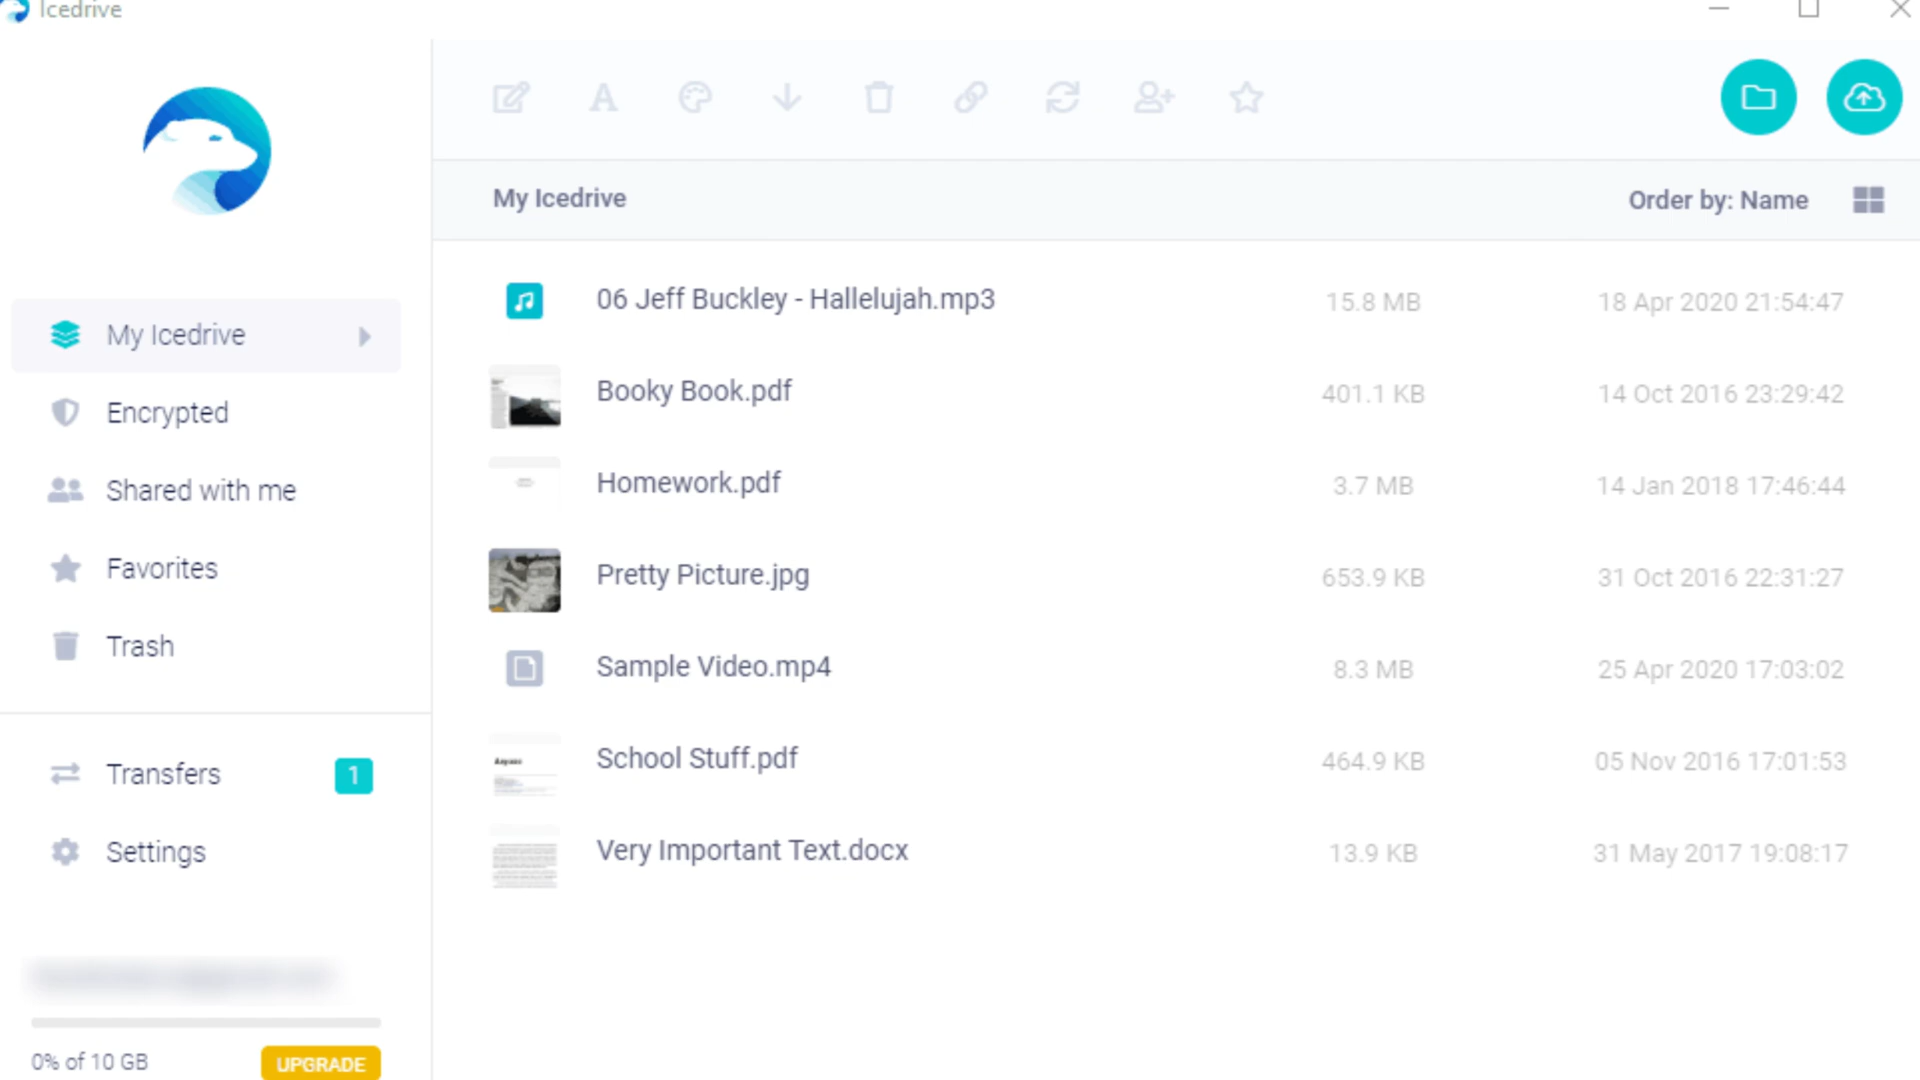 Icedrive
My Icedrive
Order by: Name
My Icedrive
Encrypted
Shared with me
Favorites
Trash
Transfers 1
Settings
0% of 10 GB UPGRADE
06 Jeff Buckley - Hallelujah.mp3 15.8 MB 18 Apr 2020 21:54:47
Booky Book.pdf 401.1 KB 14 Oct 2016 23:29:42
Homework.pdf 3.7 MB 14 Jan 2018 17:46:44
Pretty Picture.jpg 653.9 KB 31 Oct 2016 22:31:27
Sample Video.mp4 8.3 MB 25 Apr 2020 17:03:02
School Stuff.pdf 464.9 KB 05 Nov 2016 17:01:53
Very Important Text.docx 13.9 KB 31 May 2017 19:08:17